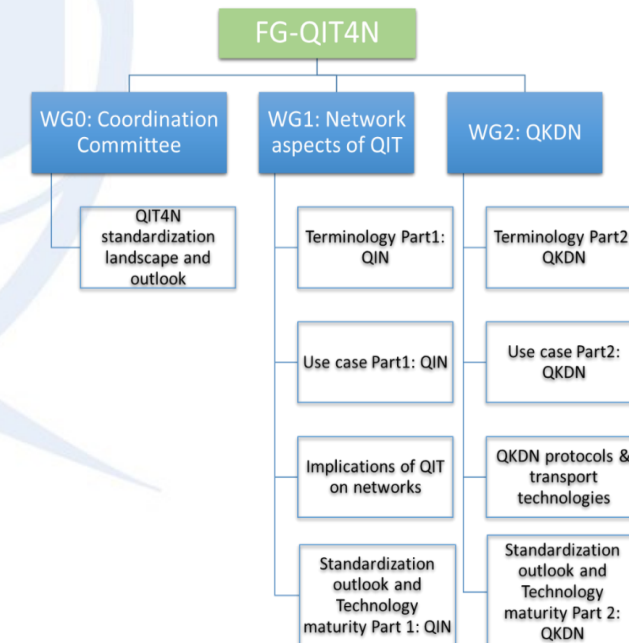 FG-QIT4N
WG0: Coordination
Committee
WG1: Network
aspects of QIT
WG2: QKDN
QIT4N
standardization
landscape and
outlook
Terminology Part1:
QIN
Terminology Part2:
QKDN
Use case Part1: QIN
Use case Part2:
QKDN
Implications of QIT
on networks
QKDN protocols &
transport
technologies
Standardization
outlook and
Technology
maturity Part 1: QIN
Standardization
outlook and
Technology
maturity Part 2:
QKDN